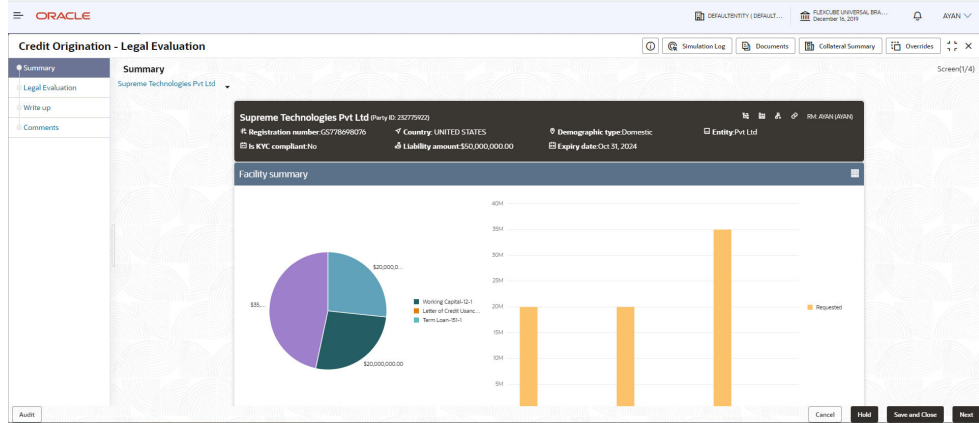 ORACLE
DEFAULTENTITY ( DEFAULT...
FLEXCUBE UNIVERSAL BRA...
December 16, 2019
AYAN
Credit Origination - Legal Evaluation
Simulation Log
Documents
Collateral Summary
Overrides
Summary
Legal Evaluation
Write up
Comments
Summary
Screen(1/4)
Supreme Technologies Pvt Ltd
Supreme Technologies Pvt Ltd (Party ID: 232775922)
RM: AYAN (AYAN)
Registration number:GS778698076
Country: UNITED STATES
Demographic type:Domestic
Entity:Pvt Ltd
Is KYC compliant:No
Liability amount:$50,000,000.00
Expiry date:Oct 31, 2024
Facility summary
$20,000,0...
$35,...
$20,000,000.00
Working Capital-12-1
Letter of Credit Usanc...
Term Loan-151-1
40M
35M
30M
25M
20M
15M
10M
5M
Requested
Audit
Cancel
Hold
Save and Close
Next